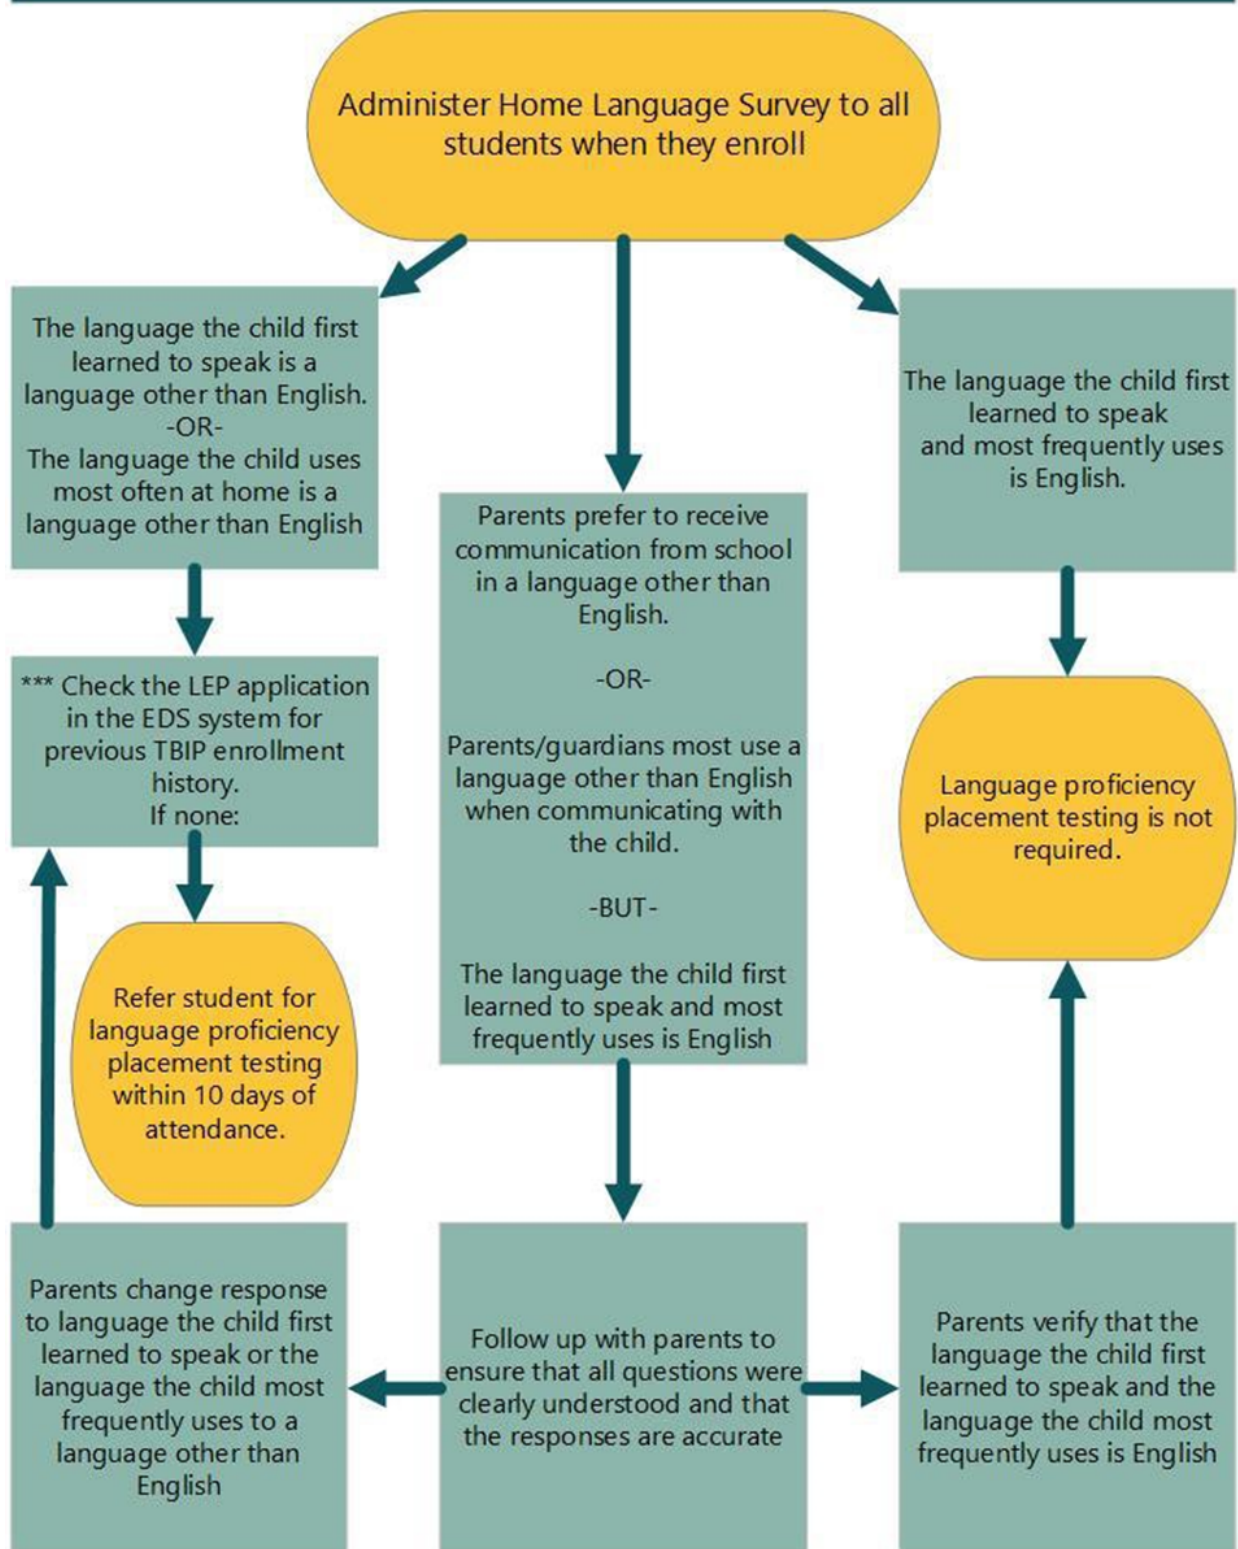 Administer Home Language Survey to all
students when they enroll
The language the child first
learned to speak is a
language other than English.
-OR-
The language the child uses
most often at home is a
language other than English
The language the child first
learned to speak
and most frequently uses
is English.
Parents prefer to receive
communication from school
in a language other than
English.
-OR-
Parents/guardians most use a
language other than English
when communicating with
the child.
-BUT-
The language the child first
learned to speak and most
frequently uses is English
*** Check the LEP application
in the EDS system for
previous TBIP enrollment
history.
If none:
Language proficiency
placement testing is not
required.
Refer student for
language proficiency
placement testing
within 10 days of
attendance.
Parents change response
to language the child first
learned to speak or the
language the child most
frequently uses to a
language other than
English
Follow up with parents to
ensure that all questions were
clearly understood and that
the responses are accurate
Parents verify that the
language the child first
learned to speak and the
language the child most
frequently uses is English